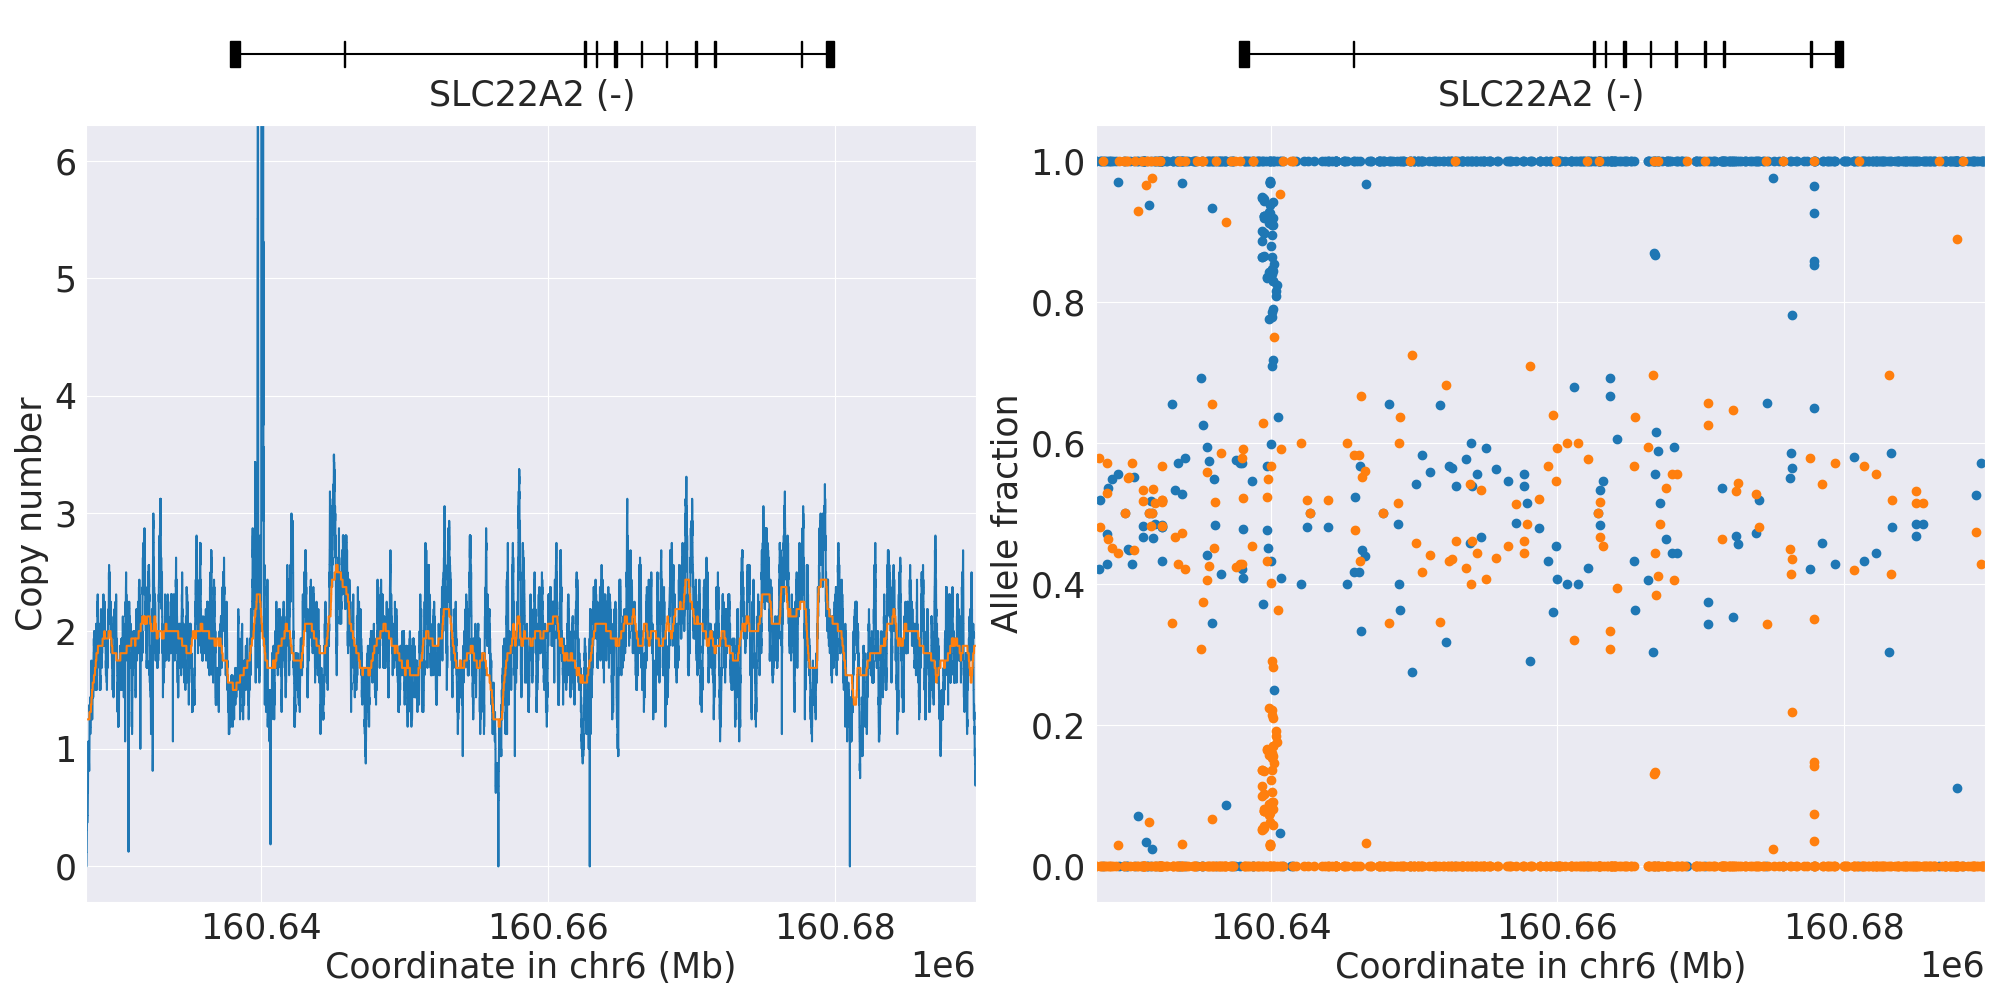 SLC22A2 (-)
6
5
4
3
2
1
0
Copy number
160.64
160.66
160.68
Coordinate in chr6 (Mb)
1e6
SLC22A2 (-)
1.0
0.8
0.6
0.4
0.2
0.0
Allele fraction
160.64
160.66
160.68
Coordinate in chr6 (Mb)
1e6